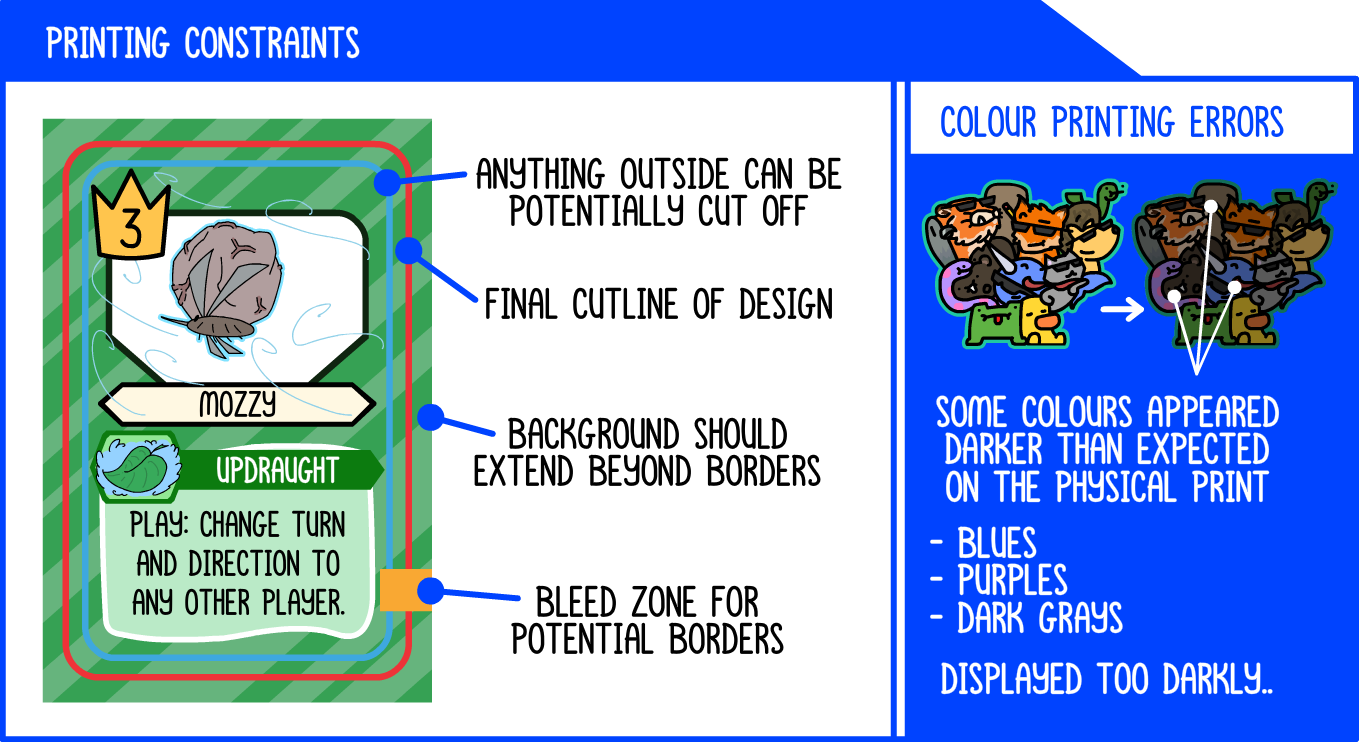 PRINTING CONSTRAINTS
3
MOZZY
UPDRAUGHT
PLAY: CHANGE TURN
AND DIRECTION TO
ANY OTHER PLAYER.
ANYTHING OUTSIDE CAN BE
POTENTIALLY CUT OFF
FINAL CUTLINE OF DESIGN
BACKGROUND SHOULD
EXTEND BEYOND BORDERS
BLEED ZONE FOR
POTENTIAL BORDERS
COLOUR PRINTING ERRORS
SOME COLOURS APPEARED
DARKER THAN EXPECTED
ON THE PHYSICAL PRINT
- BLUES
- PURPLES
- DARK GRAYS
DISPLAYED TOO DARKLY..